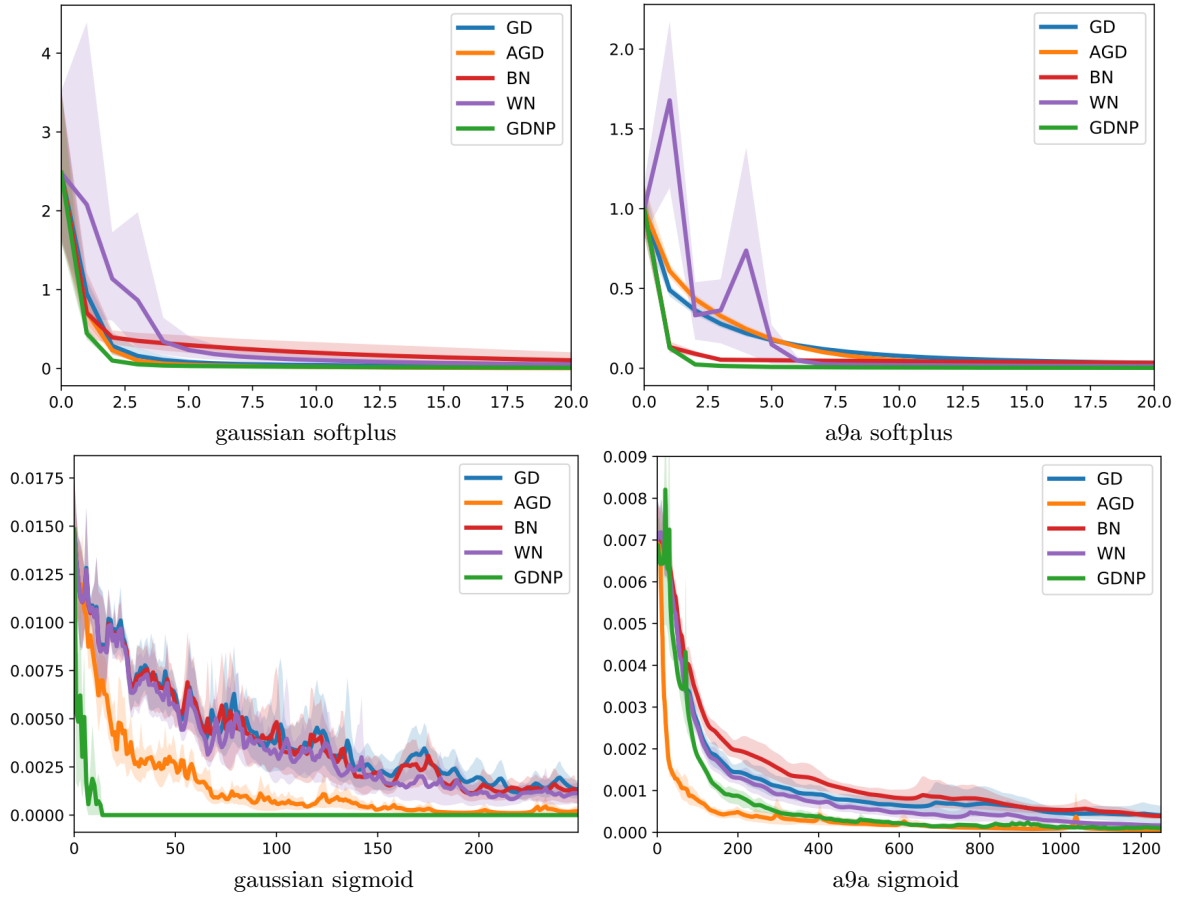 4
3
2
1
0
GD
AGD
BN
WN
GDNP
0.0 2.5 5.0 7.5 10.0 12.5 15.0 17.5 20.0
gaussian softplus
2.0
1.5
1.0
0.5
0.0
GD
AGD
BN
WN
GDNP
0.0 2.5 5.0 7.5 10.0 12.5 15.0 17.5 20.0
a9a softplus
0.0175
0.0150
0.0125
0.0100
0.0075
0.0050
0.0025
0.0000
GD
AGD
BN
WN
GDNP
0 50 100 150 200
gaussian sigmoid
0.009
0.008
0.007
0.006
0.005
0.004
0.003
0.002
0.001
0.000
GD
AGD
BN
WN
GDNP
0 200 400 600 800 1000 1200
a9a sigmoid